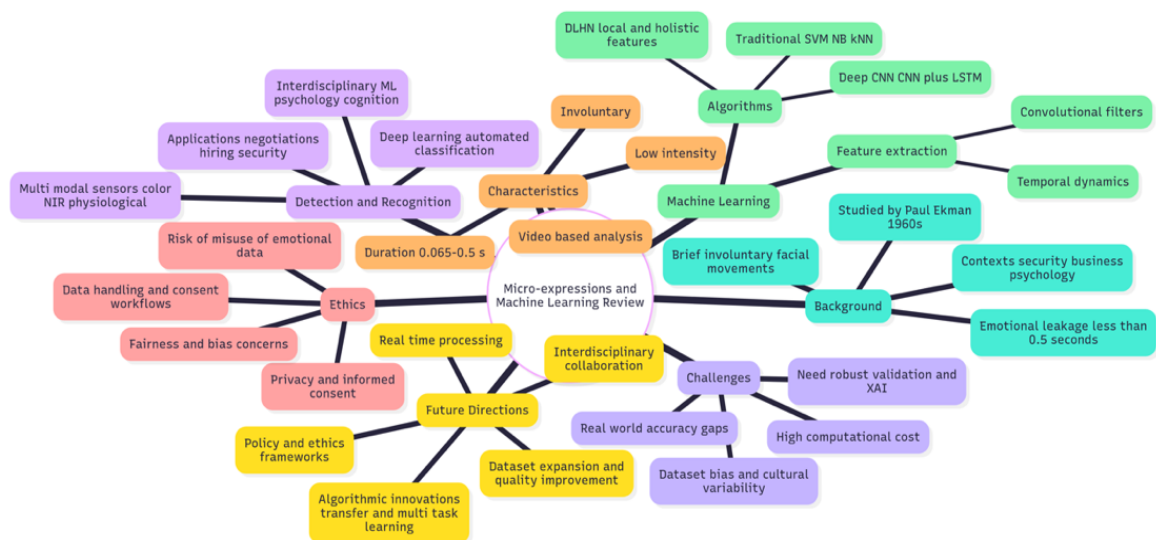 Micro-expressions and
Machine Learning Review
DLHN local and holistic
features
Traditional SVM NB kNN
Deep CNN CNN plus LSTM
Algorithms
Convolutional filters
Feature extraction
Temporal dynamics
Machine Learning
Interdisciplinary ML
psychology cognition
Applications negotiations
hiring security
Deep learning automated
classification
Multi modal sensors color
NIR physiological
Detection and Recognition
Involuntary
Low intensity
Characteristics
Video based analysis
Duration 0.065-0.5 s
Studied by Paul Ekman
1960s
Brief involuntary facial
movements
Contexts security business
psychology
Background
Emotional leakage less than
0.5 seconds
Risk of misuse of emotional
data
Data handling and consent
workflows
Ethics
Fairness and bias concerns
Privacy and informed
consent
Real time processing
Interdisciplinary
collaboration
Future Directions
Policy and ethics
frameworks
Dataset expansion and
quality improvement
Algorithmic innovations
transfer and multi task
learning
Challenges
Need robust validation and
XAI
Real world accuracy gaps
High computational cost
Dataset bias and cultural
variability